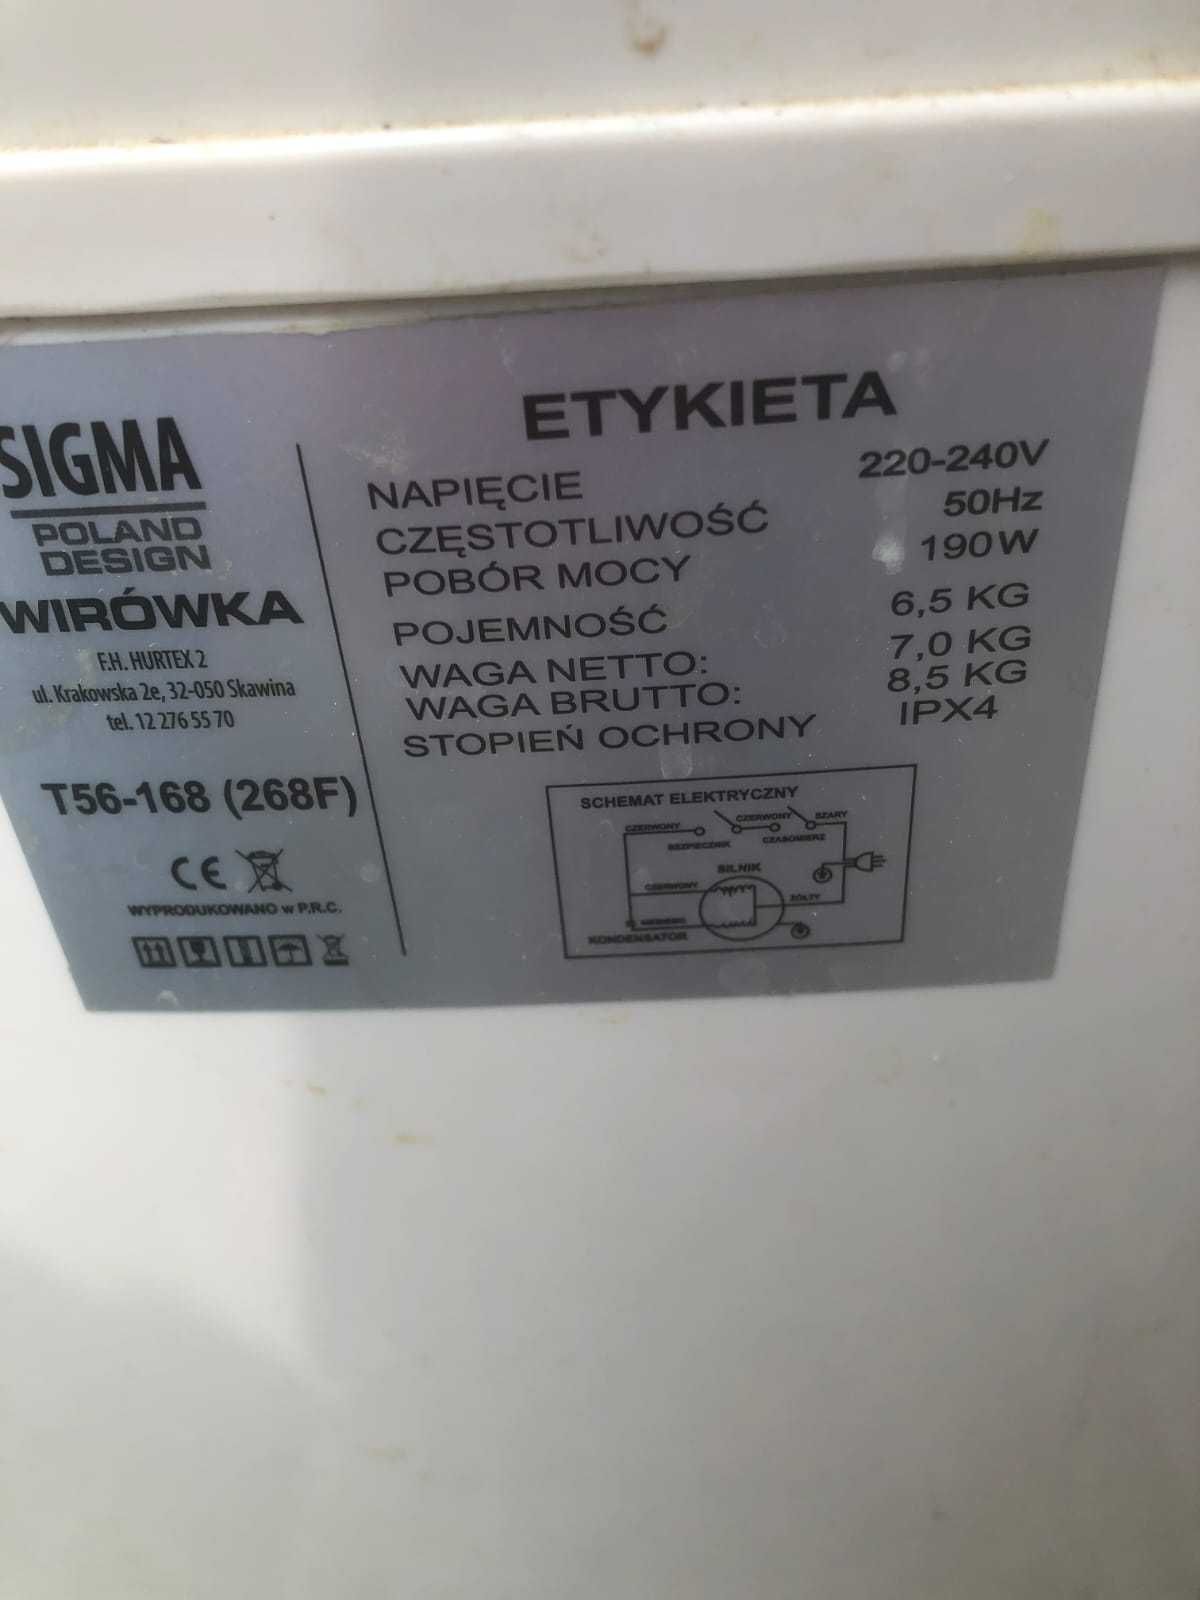 SIGMA
POLAND
DESIGN
WIRÓWKA
F.H. HURTEX 2
ul. Krakowska 2e, 32-050 Skawina
tel. 12 276 55 70
T56-168 (268F)
CE
WYPRODUKOWANO w P.R.C.
ETYKIETA
NAPIĘCIE 220-240V
CZĘSTOTLIWOŚĆ 50Hz
POBÓR MOCY 190W
POJEMNOŚĆ 6,5 KG
WAGA NETTO: 7,0 KG
WAGA BRUTTO: 8,5 KG
STOPIEŃ OCHRONY IPX4
SCHEMAT ELEKTRYCZNY
CZERWONY CZERWONY SZARY
BEZPIECZNIK CZASOMIERZ
SILNIK
CZERWONY ŻÓŁTY
KONDENSATOR